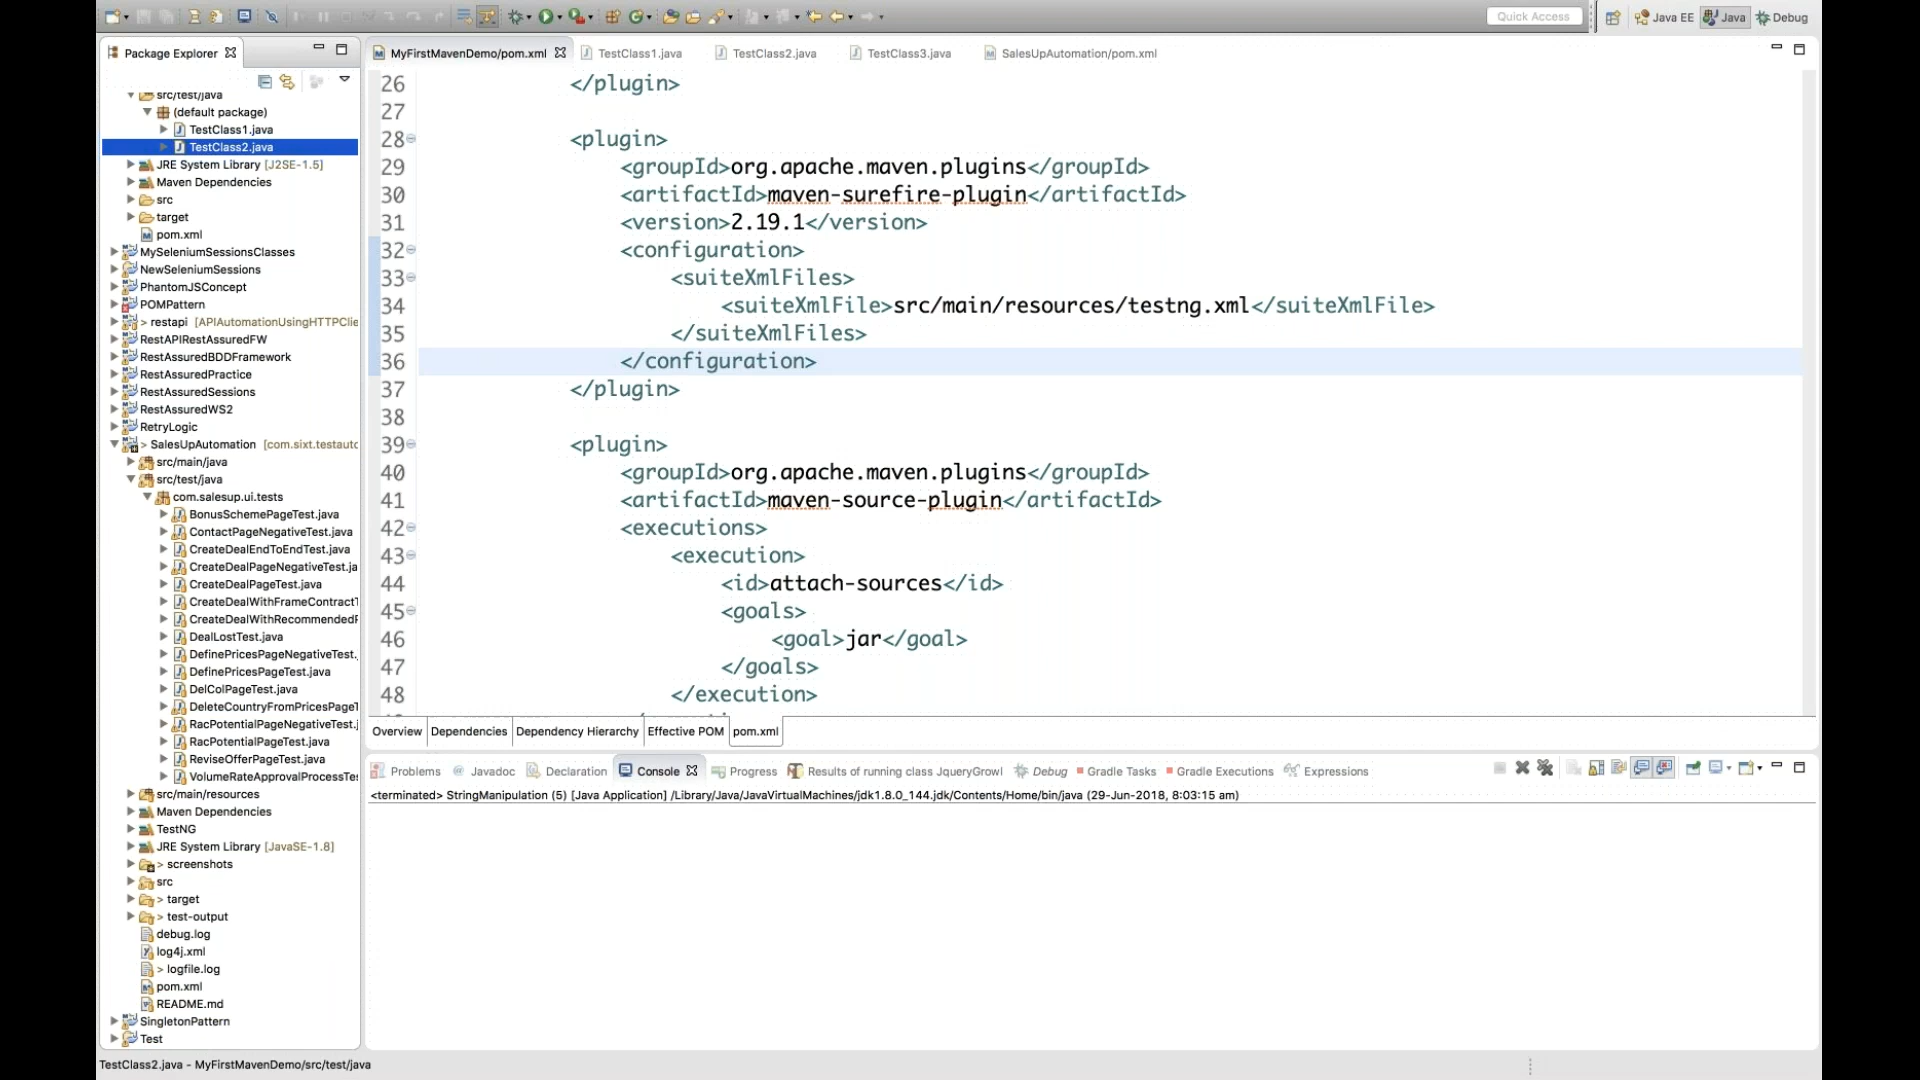 Quick Access
Java EE
Java
Debug
Package Explorer
MyFirstMavenDemo/pom.xml
TestClass1.java
TestClass2.java
TestClass3.java
SalesUpAutomation/pom.xml
src/test/java
(default package)
TestClass1.java
TestClass2.java
JRE System Library [J2SE-1.5]
Maven Dependencies
src
target
pom.xml
MySeleniumSessionsClasses
NewSeleniumSessions
PhantomJSConcept
POMPattern
> restapi [APIAutomationUsingHTTPClie
RestAPIRestAssuredFW
RestAssuredBDDFramework
RestAssuredPractice
RestAssuredSessions
RestAssuredWS2
RetryLogic
> SalesUpAutomation [com.sixt.testautc
src/main/java
src/test/java
com.salesup.ui.tests
BonusSchemePageTest.java
ContactPageNegativeTest.java
CreateDealEndToEndTest.java
CreateDealPageNegativeTest.ja
CreateDealPageTest.java
CreateDealWithFrameContractT
CreateDealWithRecommendedF
DealLostTest.java
DefinePricesPageNegativeTest.
DefinePricesPageTest.java
DelColPageTest.java
DeleteCountryFromPricesPageT
RacPotentialPageNegativeTest.j
RacPotentialPageTest.java
ReviseOfferPageTest.java
VolumeRateApprovalProcessTes
src/main/resources
Maven Dependencies
TestNG
JRE System Library [JavaSE-1.8]
> screenshots
src
> target
> test-output
debug.log
log4j.xml
> logfile.log
pom.xml
README.md
SingletonPattern
Test
26 </plugin>
27
28 <plugin>
29 <groupId>org.apache.maven.plugins</groupId>
30 <artifactId>maven-surefire-plugin</artifactId>
31 <version>2.19.1</version>
32 <configuration>
33 <suiteXmlFiles>
34 <suiteXmlFile>src/main/resources/testng.xml</suiteXmlFile>
35 </suiteXmlFiles>
36 </configuration>
37 </plugin>
38
39 <plugin>
40 <groupId>org.apache.maven.plugins</groupId>
41 <artifactId>maven-source-plugin</artifactId>
42 <executions>
43 <execution>
44 <id>attach-sources</id>
45 <goals>
46 <goal>jar</goal>
47 </goals>
48 </execution>
Overview
Dependencies
Dependency Hierarchy
Effective POM
pom.xml
Problems
Javadoc
Declaration
Console
Progress
Results of running class JqueryGrowl
Debug
Gradle Tasks
Gradle Executions
Expressions
<terminated> StringManipulation (5) [Java Application] /Library/Java/JavaVirtualMachines/jdk1.8.0_144.jdk/Contents/Home/bin/java (29-Jun-2018, 8:03:15 am)
TestClass2.java - MyFirstMavenDemo/src/test/java